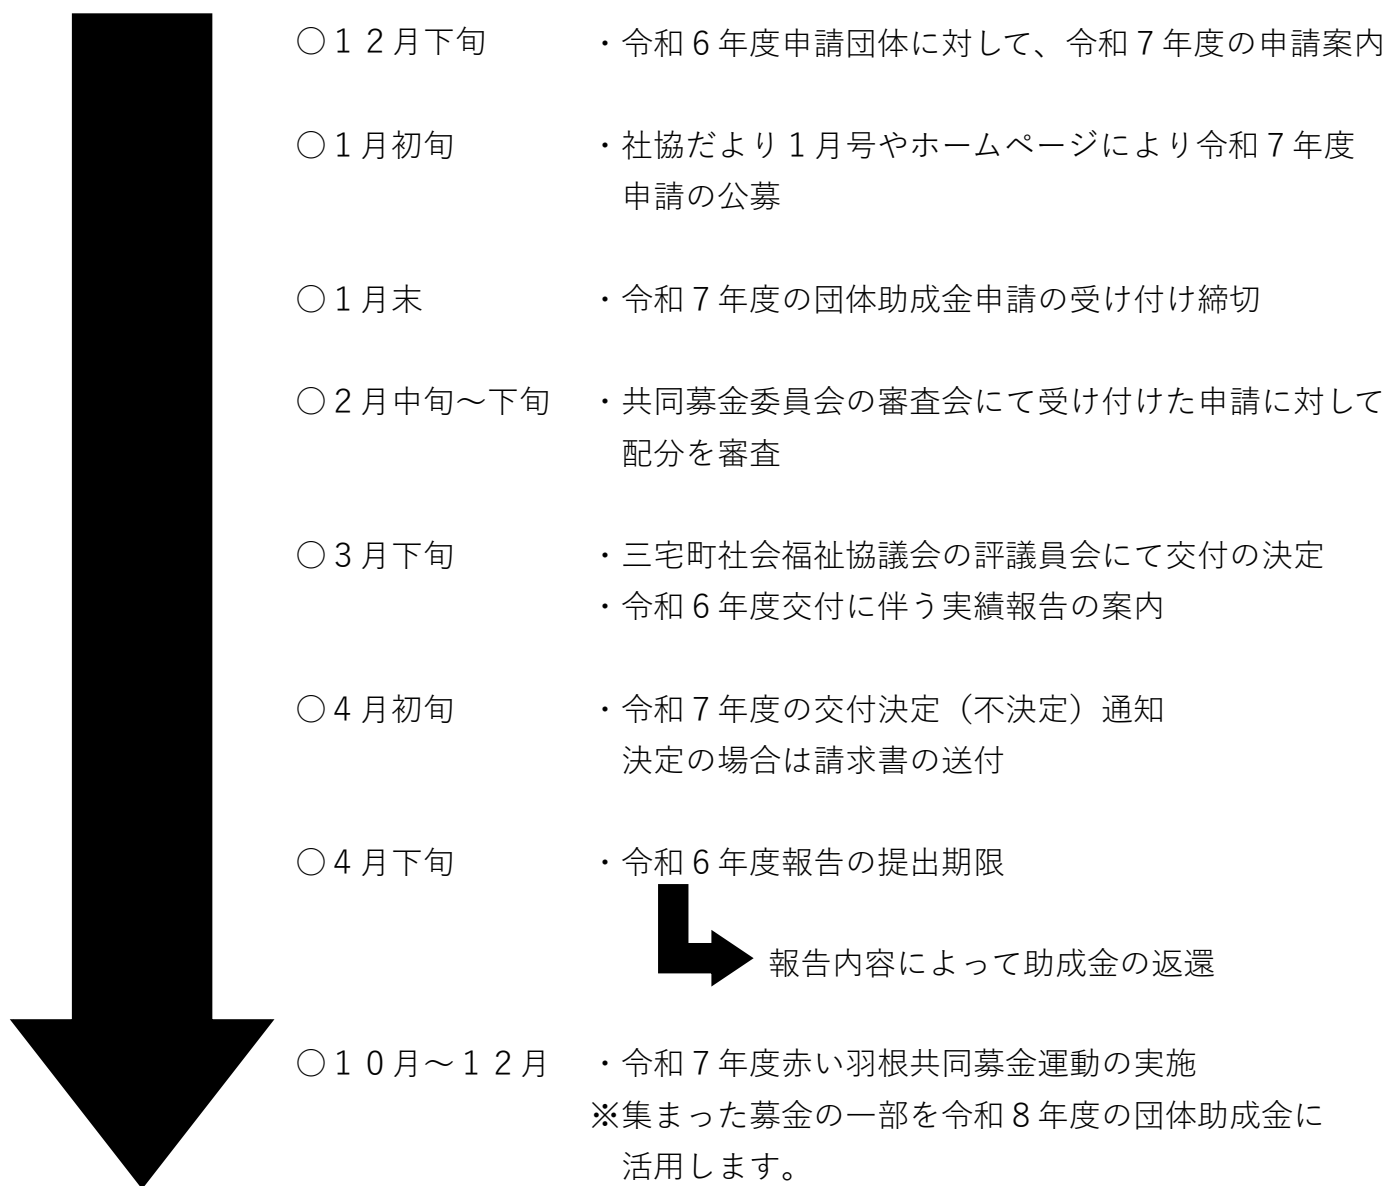 ○１２月下旬 ・令和６年度申請団体に対して、令和７年度の申請案内
○１月初旬 ・社協だより１月号やホームページにより令和７年度
申請の公募
○１月末 ・令和７年度の団体助成金申請の受け付け締切
○２月中旬～下旬 ・共同募金委員会の審査会にて受け付けた申請に対して
配分を審査
○３月下旬 ・三宅町社会福祉協議会の評議員会にて交付の決定
・令和６年度交付に伴う実績報告の案内
○４月初旬 ・令和７年度の交付決定（不決定）通知
決定の場合は請求書の送付
○４月下旬 ・令和６年度報告の提出期限
報告内容によって助成金の返還
○１０月～１２月 ・令和７年度赤い羽根共同募金運動の実施
※集まった募金の一部を令和８年度の団体助成金に
活用します。